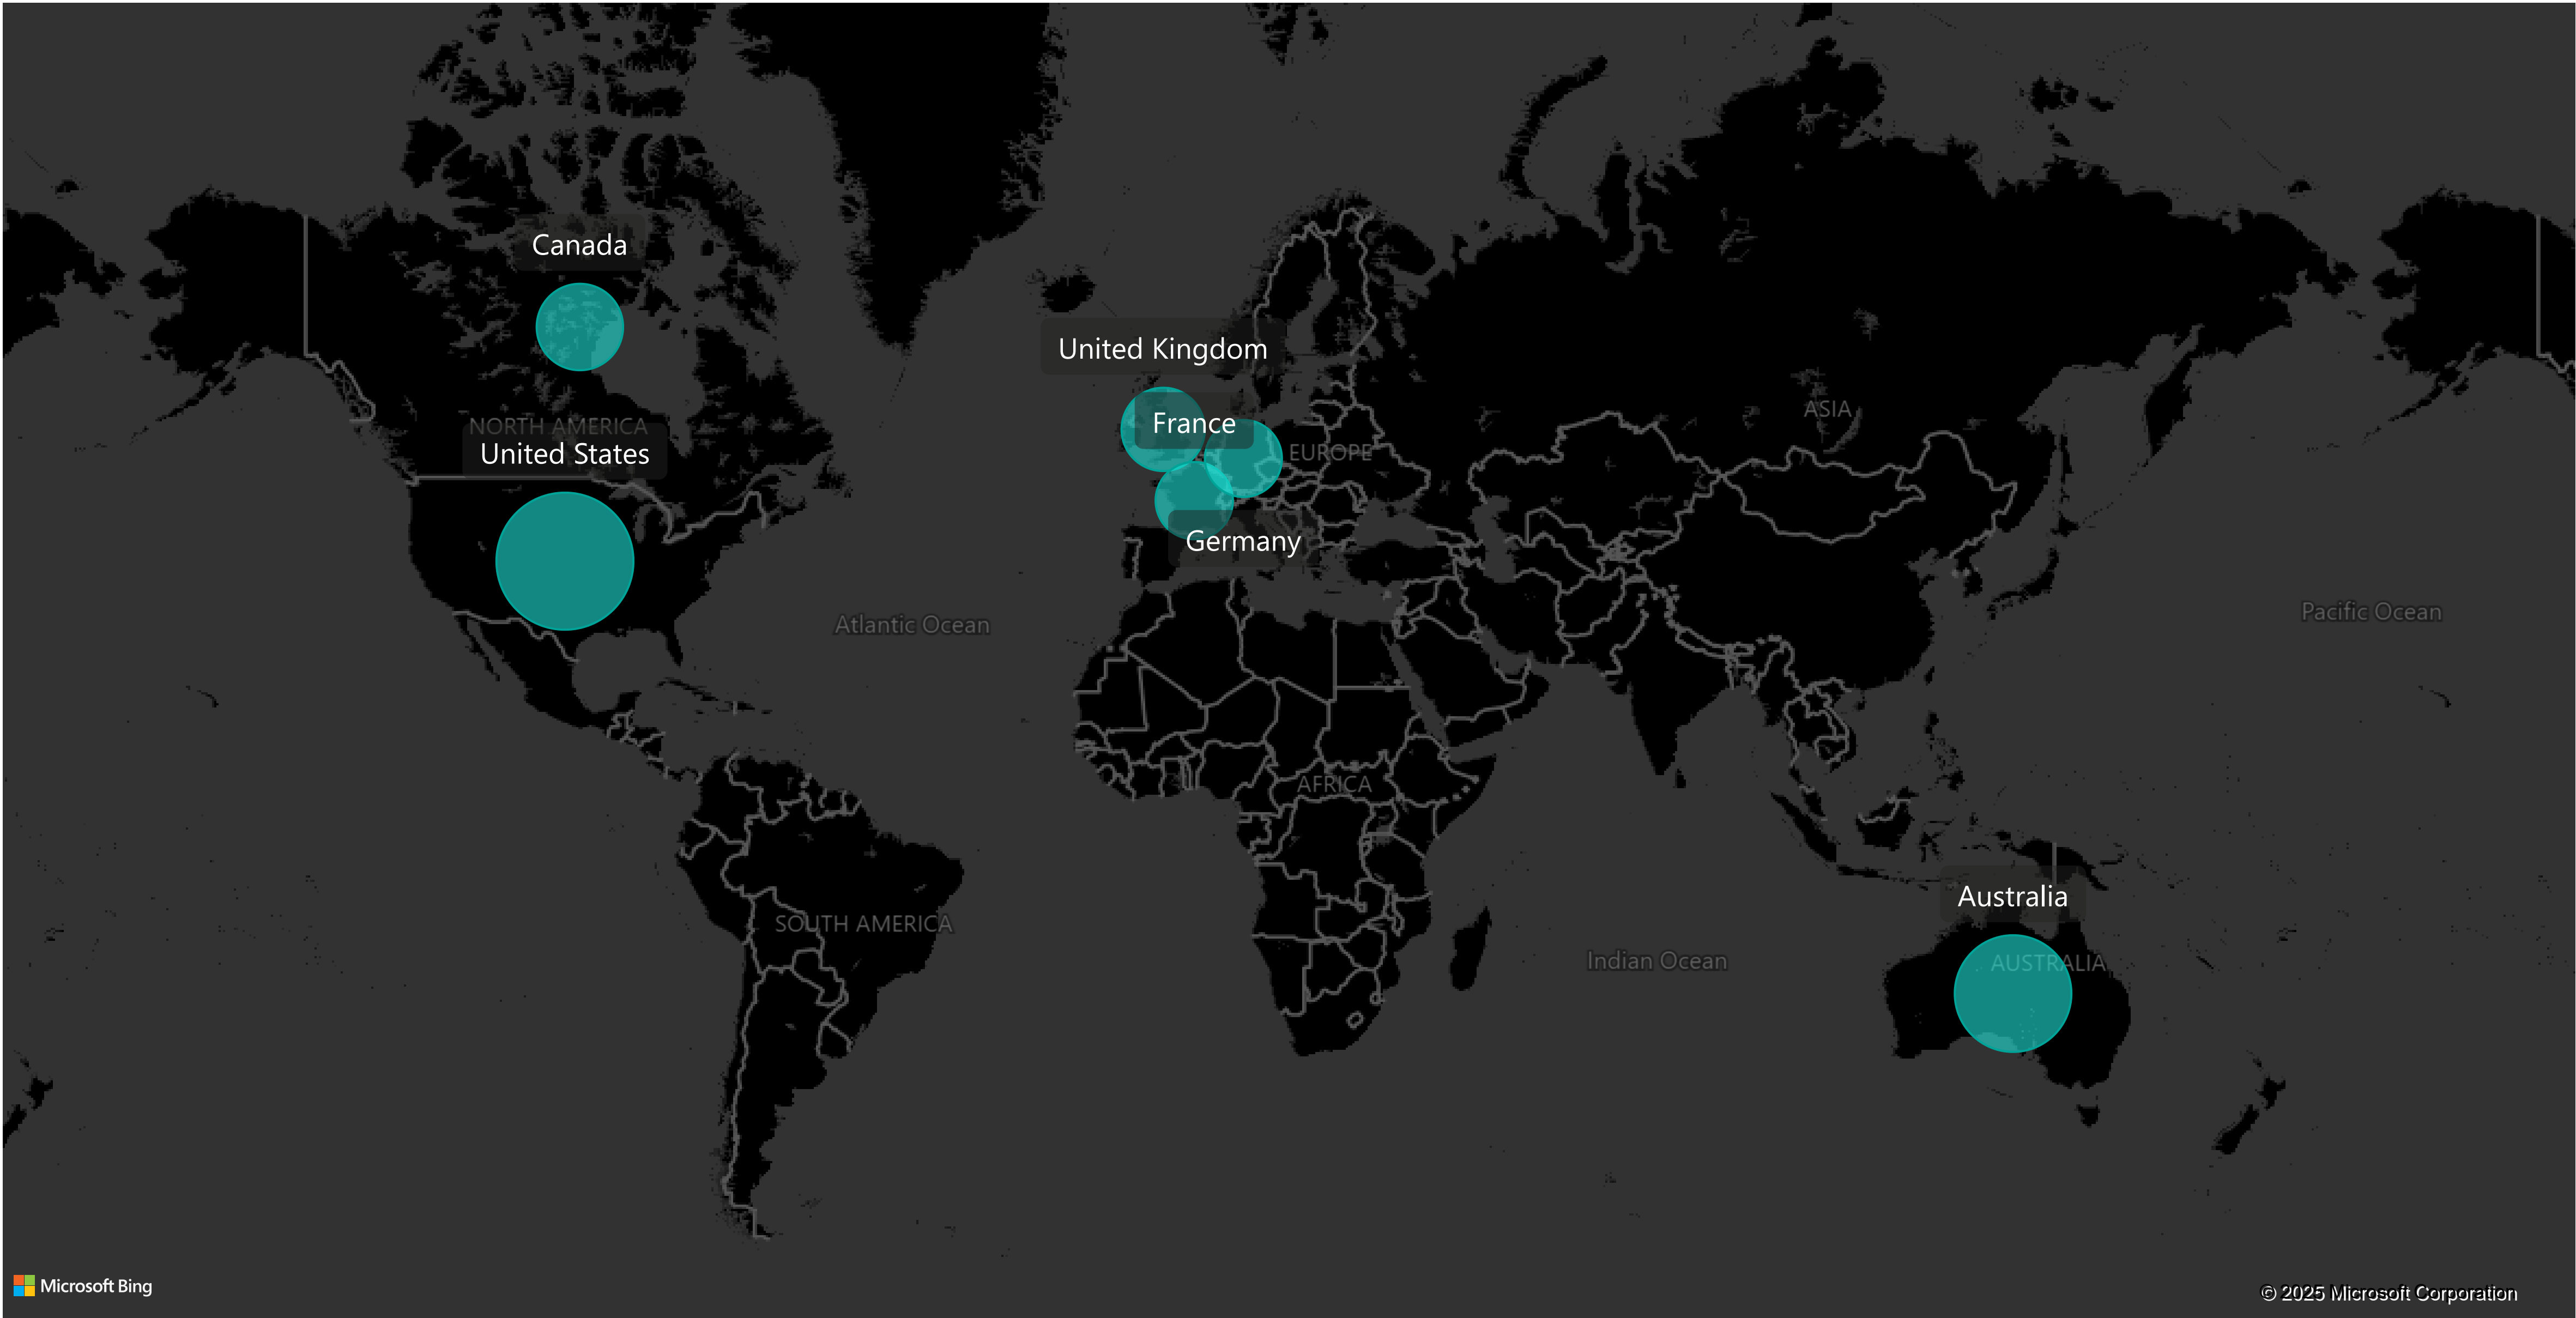 Canada
United Kingdom
ASIA
France
NORTH AMERICA
United States
EUROPE
Germany
Pacific Ocean
Atlantic Ocean
AFRICA
Australia
SOUTH AMERICA
Indian Ocean
AUSTRALIA
Microsoft Bing
© 2025 Microsoft Corporation